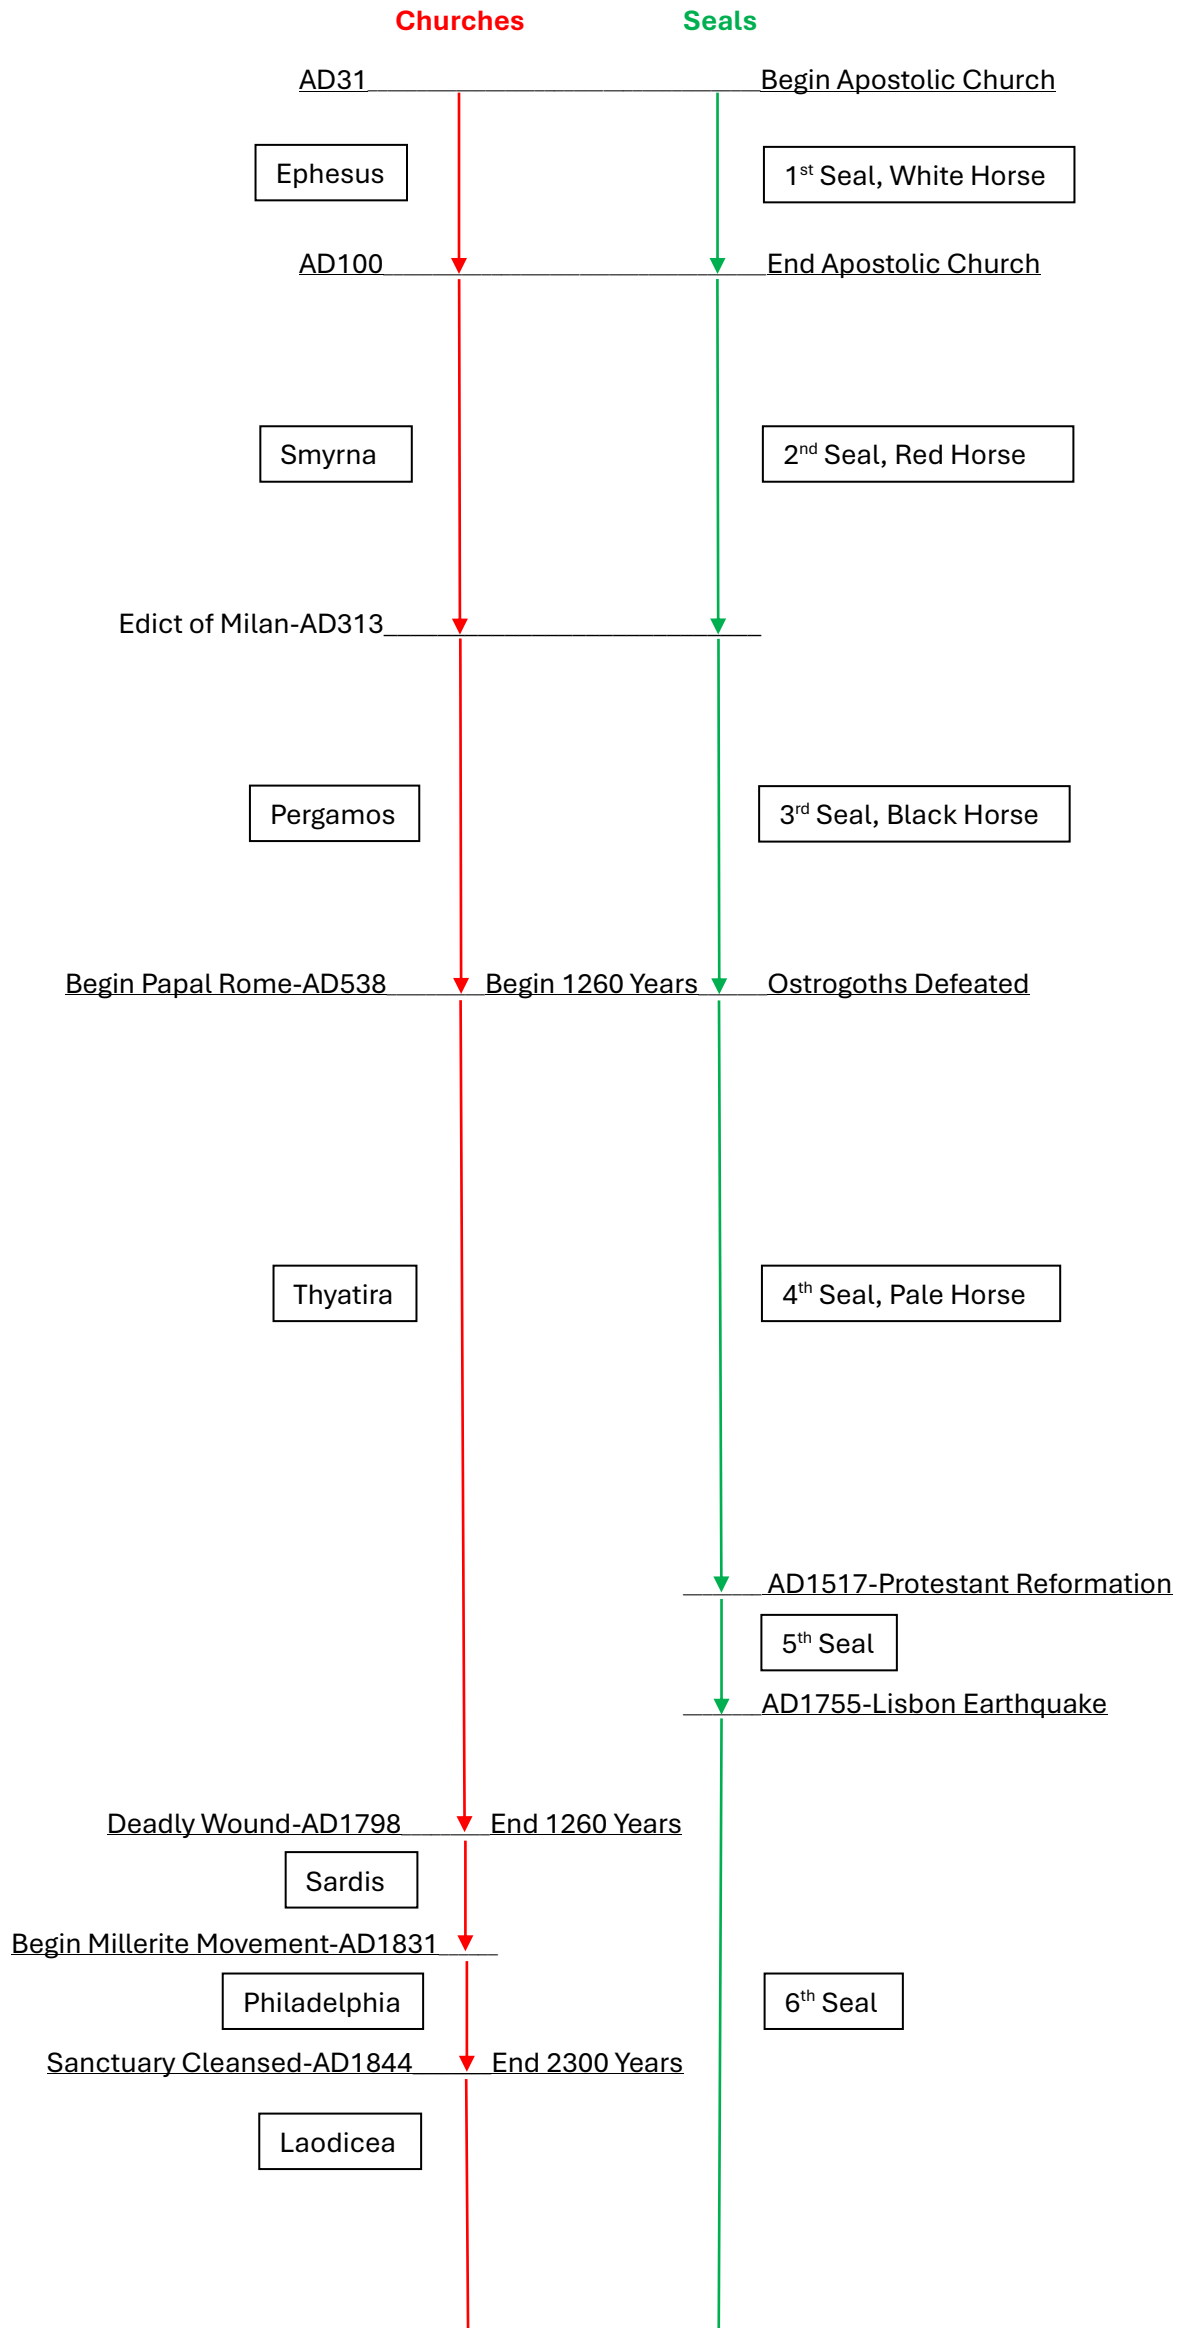 Churches Seals
AD31 Begin Apostolic Church
Ephesus 1st Seal, White Horse
AD100 End Apostolic Church
Smyrna 2nd Seal, Red Horse
Edict of Milan-AD313
Pergamos 3rd Seal, Black Horse
Begin Papal Rome-AD538 Begin 1260 Years Ostrogoths Defeated
Thyatira 4th Seal, Pale Horse
AD1517-Protestant Reformation
5th Seal
AD1755-Lisbon Earthquake
Deadly Wound-AD1798 End 1260 Years
Sardis
Begin Millerite Movement-AD1831
Philadelphia 6th Seal
Sanctuary Cleansed-AD1844 End 2300 Years
Laodicea